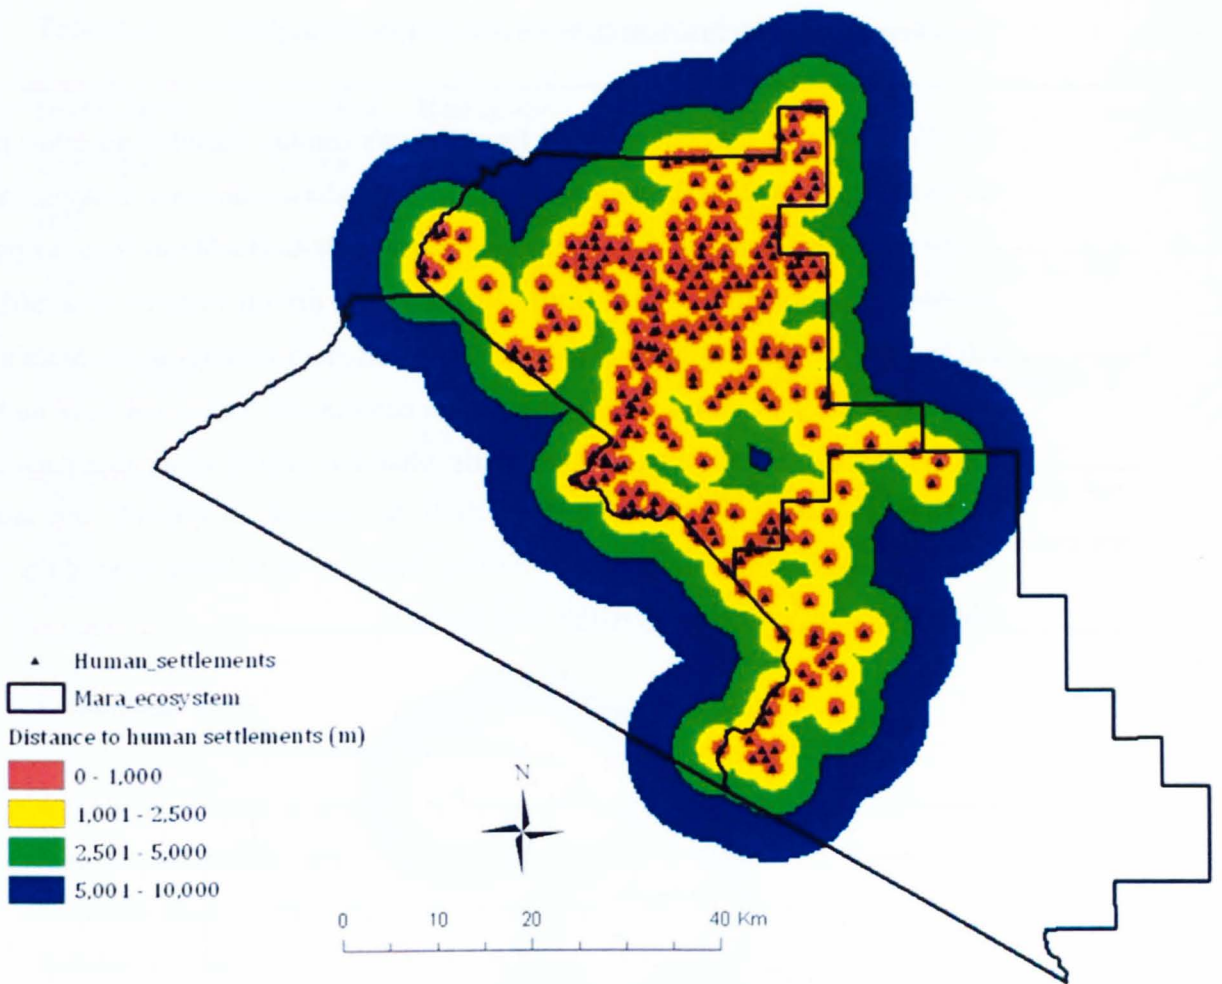 Human_settlements
Mara_ecosystem
Distance to human settlements (m)
0 - 1,000
1,001 - 2,500
2,501 - 5,000
5,001 - 10,000
N
0 10 20 40 Km